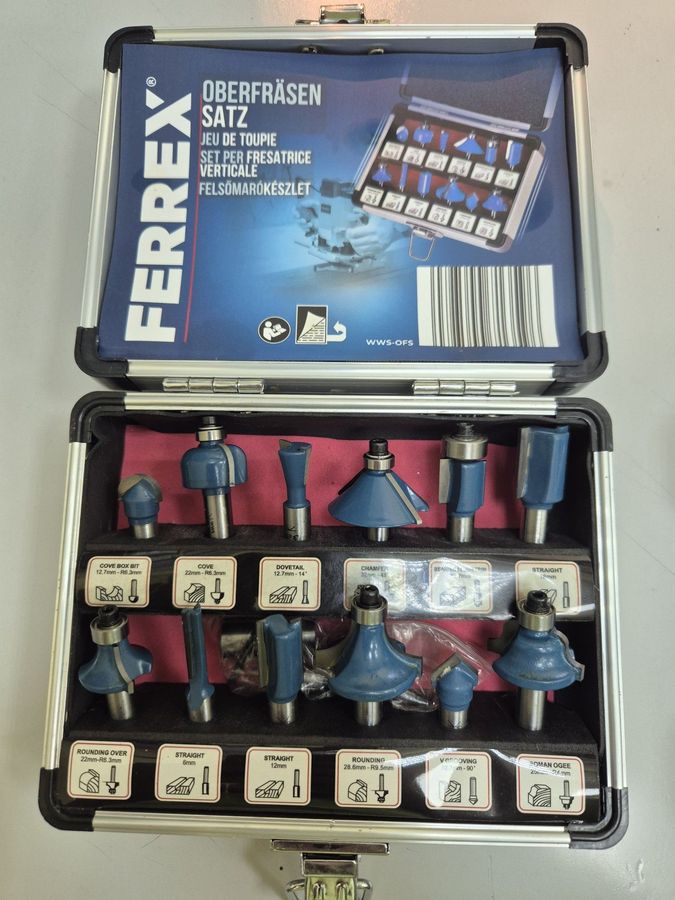 FERREX®
OBERFRÄSEN
SATZ
JEU DE TOUPIE
SET PER FRESATRICE
VERTICALE
FELSŐMARÓKÉSZLET
WWS-OFS
COVE BOX BIT
12.7mm-R6.3mm
COVE
22mm-R6.3mm
DOVETAIL
12.7mm-14°
STRAIGHT
ROUNDING OVER
22mm-R6.3mm
STRAIGHT
6mm
STRAIGHT
12mm
ROUNDING
28.6mm-R9.5mm
V GROOVING
ROMAN OGEE